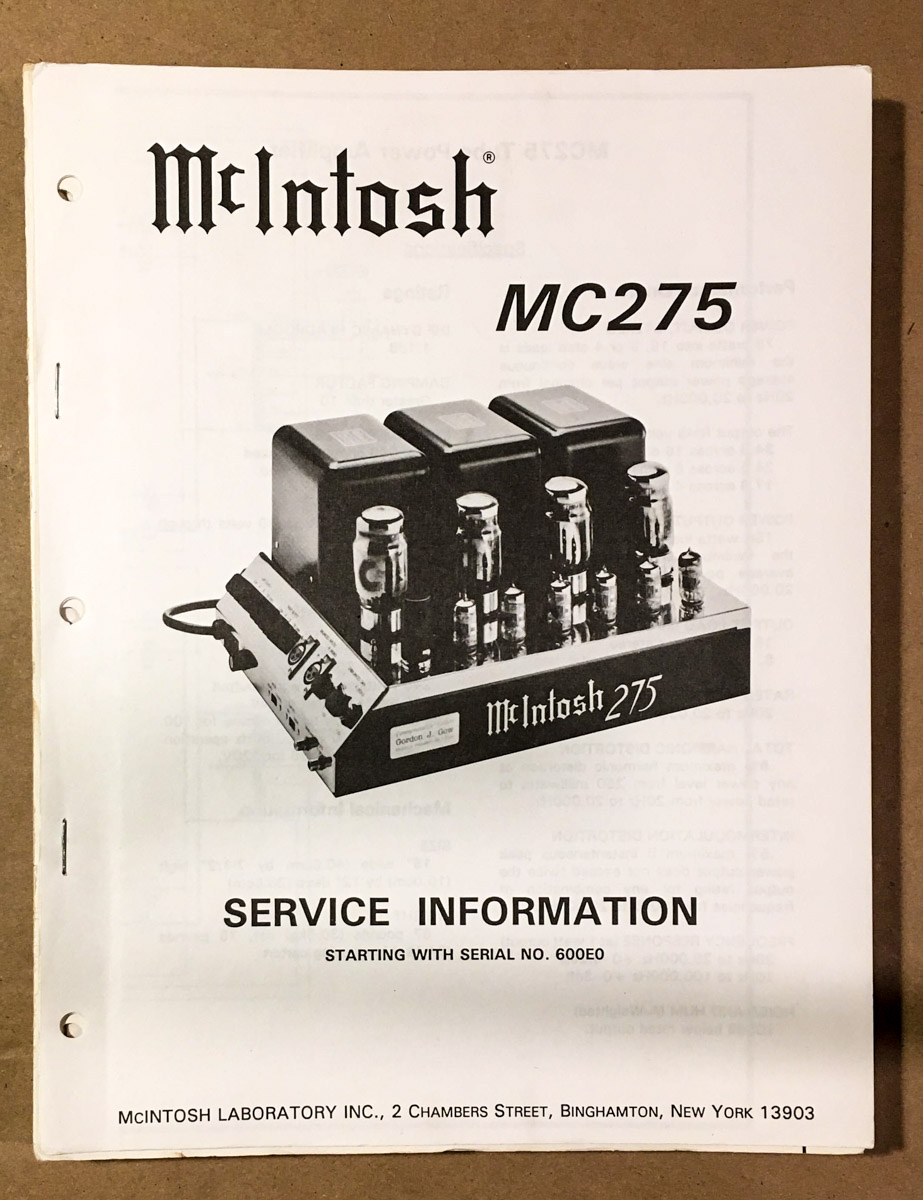 McIntosh®
MC275
McIntosh 275
Gordon J. Gow
SERVICE INFORMATION
STARTING WITH SERIAL NO. 600E0
McINTOSH LABORATORY INC., 2 CHAMBERS STREET, BINGHAMTON, NEW YORK 13903